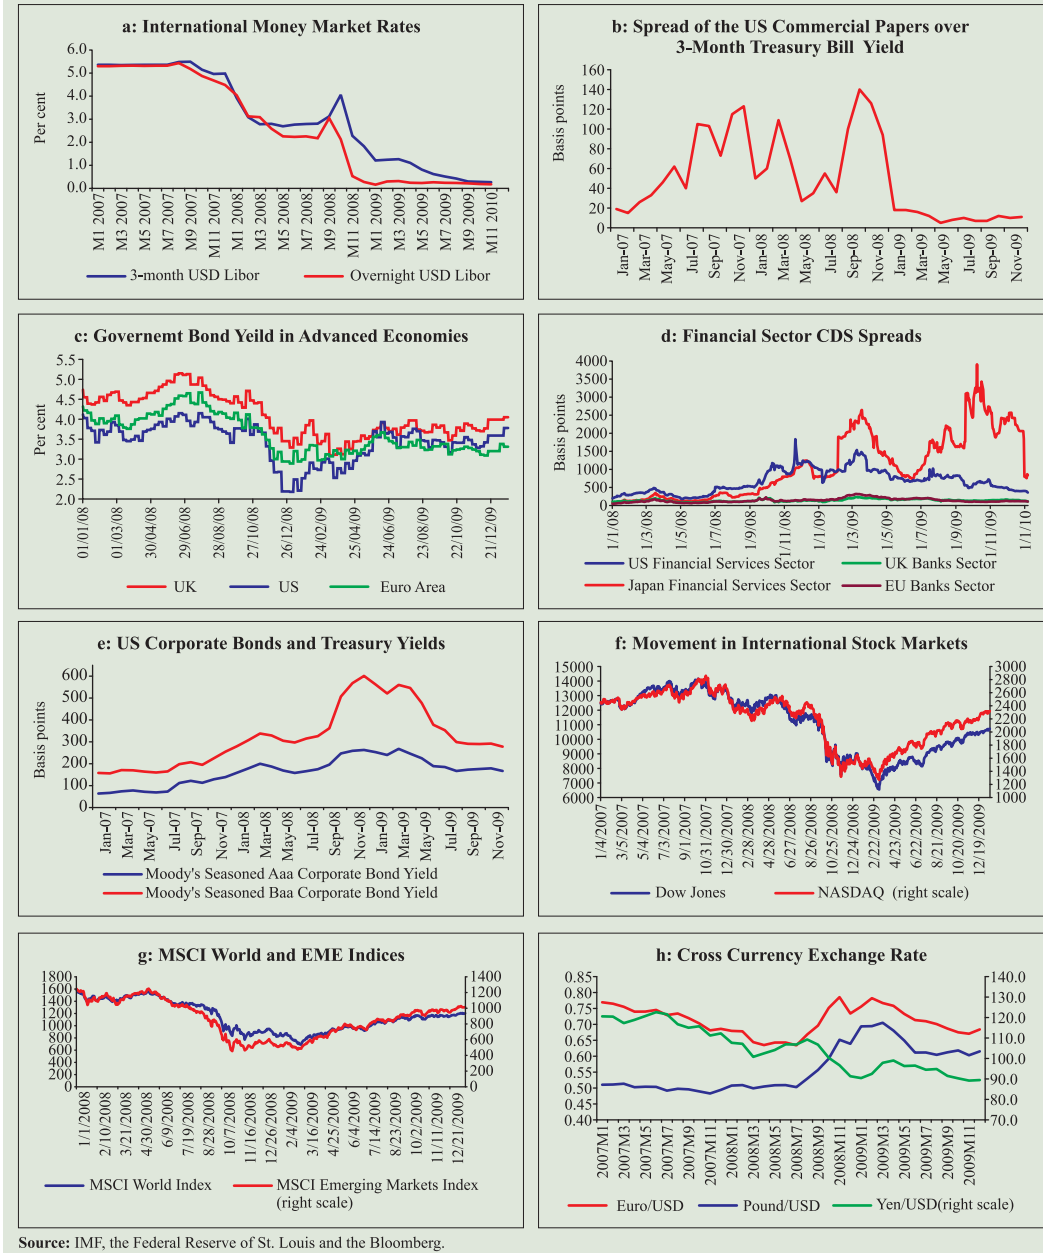 a: International Money Market Rates
Per cent
6.0
5.0
4.0
3.0
2.0
1.0
0.0
M1 2007
M3 2007
M5 2007
M7 2007
M9 2007
M11 2007
M1 2008
M3 2008
M5 2008
M7 2008
M9 2008
M11 2008
M1 2009
M3 2009
M5 2009
M7 2009
M9 2009
M11 2010
3-month USD Libor
Overnight USD Libor
b: Spread of the US Commercial Papers over
3-Month Treasury Bill Yield
Basis points
160
140
120
100
80
60
40
20
0
Jan-07
Mar-07
May-07
Jul-07
Sep-07
Nov-07
Jan-08
Mar-08
May-08
Jul-08
Sep-08
Nov-08
Jan-09
Mar-09
May-09
Jul-09
Sep-09
Nov-09
c: Governemt Bond Yeild in Advanced Economies
Per cent
5.5
5.0
4.5
4.0
3.5
3.0
2.5
2.0
01/01/08
01/03/08
30/04/08
29/06/08
28/08/08
27/10/08
26/12/08
24/02/09
25/04/09
24/06/09
23/08/09
22/10/09
21/12/09
UK
US
Euro Area
d: Financial Sector CDS Spreads
Basis points
4000
3500
3000
2500
2000
1500
1000
500
0
1/1/08
1/3/08
1/5/08
1/7/08
1/9/08
1/11/08
1/1/09
1/3/09
1/5/09
1/7/09
1/9/09
1/11/09
1/1/10
US Financial Services Sector
UK Banks Sector
Japan Financial Services Sector
EU Banks Sector
e: US Corporate Bonds and Treasury Yields
Basis points
600
500
400
300
200
100
0
Jan-07
Mar-07
May-07
Jul-07
Sep-07
Nov-07
Jan-08
Mar-08
May-08
Jul-08
Sep-08
Nov-08
Jan-09
Mar-09
May-09
Jul-09
Sep-09
Nov-09
Moody's Seasoned Aaa Corporate Bond Yield
Moody's Seasoned Baa Corporate Bond Yield
f: Movement in International Stock Markets
15000
14000
13000
12000
11000
10000
9000
8000
7000
6000
3000
2800
2600
2400
2200
2000
1800
1600
1400
1200
1000
1/4/2007
3/5/2007
5/4/2007
7/3/2007
9/1/2007
10/31/2007
12/30/2007
2/28/2008
4/28/2008
6/27/2008
8/26/2008
10/25/2008
12/24/2008
2/22/2009
4/23/2009
6/22/2009
8/21/2009
10/20/2009
12/19/2009
Dow Jones
NASDAQ (right scale)
g: MSCI World and EME Indices
1800
1600
1400
1200
1000
800
600
400
200
0
1400
1200
1000
800
600
400
200
0
1/1/2008
2/10/2008
3/21/2008
4/30/2008
6/9/2008
7/19/2008
8/28/2008
10/7/2008
11/16/2008
12/26/2008
2/4/2009
3/16/2009
4/25/2009
6/4/2009
7/14/2009
8/23/2009
10/2/2009
11/11/2009
12/21/2009
MSCI World Index
MSCI Emerging Markets Index
(right scale)
h: Cross Currency Exchange Rate
0.85
0.80
0.75
0.70
0.65
0.60
0.55
0.50
0.45
0.40
140.0
130.0
120.0
110.0
100.0
90.0
80.0
70.0
2007M1
2007M3
2007M5
2007M7
2007M9
2007M11
2008M1
2008M3
2008M5
2008M7
2008M9
2008M11
2009M1
2009M3
2009M5
2009M7
2009M9
2009M11
Euro/USD
Pound/USD
Yen/USD(right scale)
Source: IMF, the Federal Reserve of St. Louis and the Bloomberg.